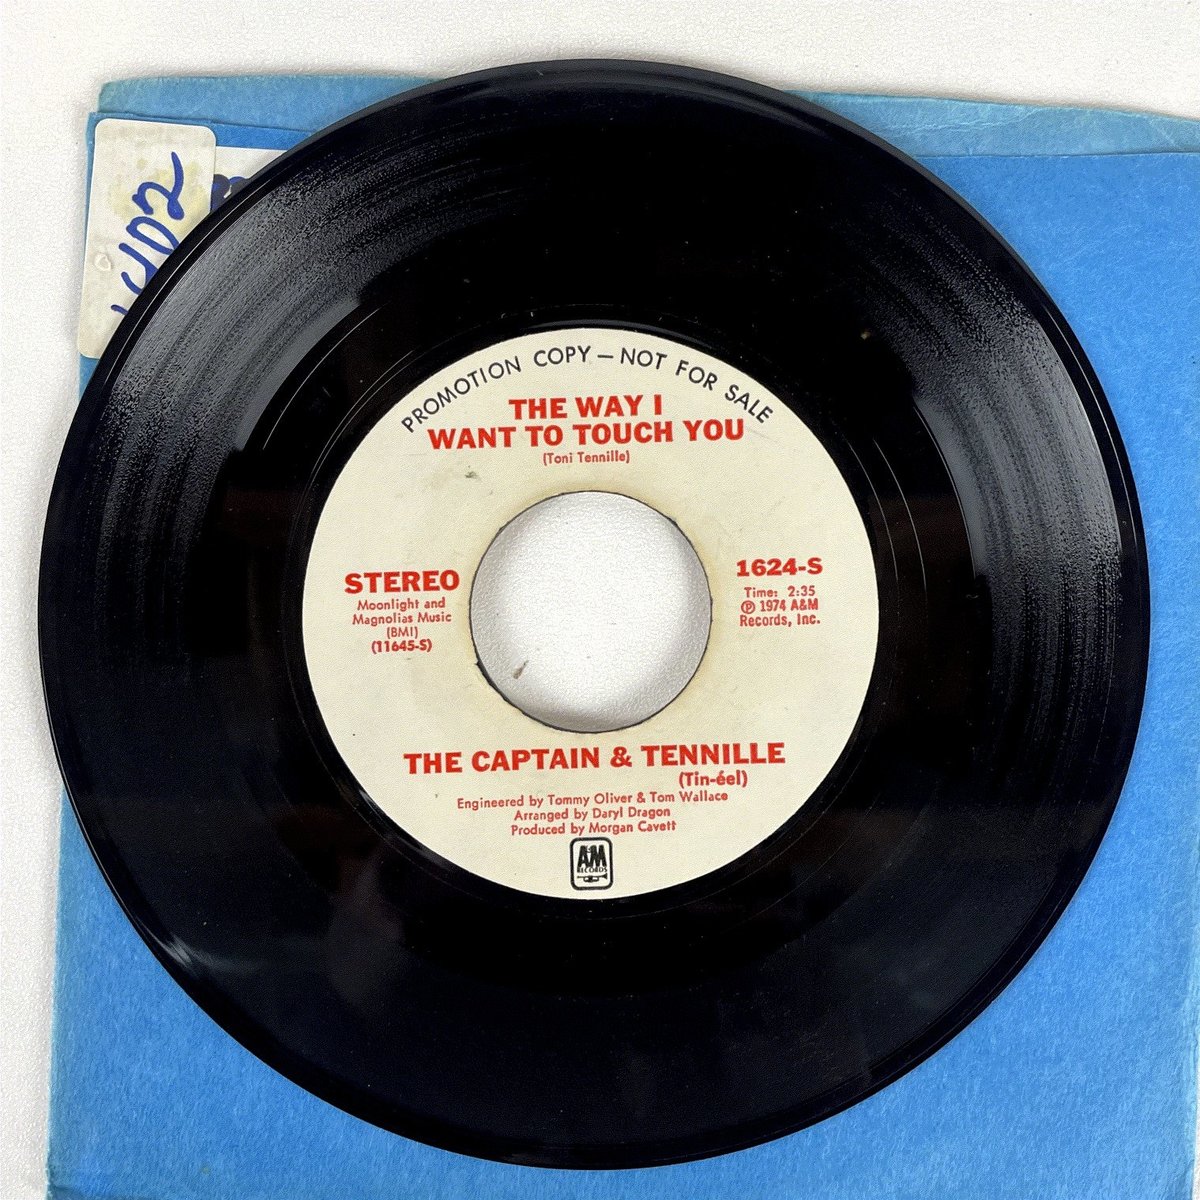 PROMOTION COPY — NOT FOR SALE
THE WAY I
WANT TO TOUCH YOU
(Toni Tennille)
STEREO
Moonlight and
Magnolias Music
(BMI)
(11645-S)
1624-S
Time: 2:35
Ⓟ 1974 A&M
Records, Inc.
THE CAPTAIN & TENNILLE
(Tin-éel)
Engineered by Tommy Oliver & Tom Wallace
Arranged by Daryl Dragon
Produced by Morgan Cavett
A&M
RECORDS